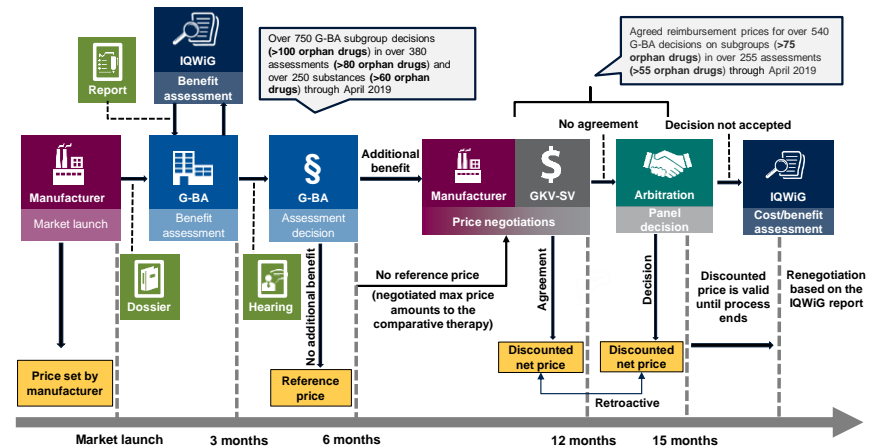 IQWiG
Benefit
assessment
Report
Over 750 G-BA subgroup decisions
(>100 orphan drugs) in over 380
assessments (>80 orphan drugs) and
over 250 substances (>60 orphan
drugs) through April 2019
Agreed reimbursement prices for over 540
G-BA decisions on subgroups (>75
orphan drugs) in over 255 assessments
(>55 orphan drugs) through April 2019
No agreement
Decision not accepted
Manufacturer
Market launch
G-BA
Benefit
assessment
§
G-BA
Assessment
decision
Additional
benefit
Manufacturer
$
GKV-SV
Price negotiations
Arbitration
Panel
decision
IQWiG
Cost/benefit
assessment
Dossier
Hearing
No additional benefit
No reference price
(negotiated max price
amounts to the
comparative therapy)
Agreement
Decision
Discounted
price is valid
until process
ends
Renegotiation
based on the
IQWiG report
Price set by
manufacturer
Reference
price
Discounted
net price
Discounted
net price
Retroactive
Market launch
3 months
6 months
12 months
15 months